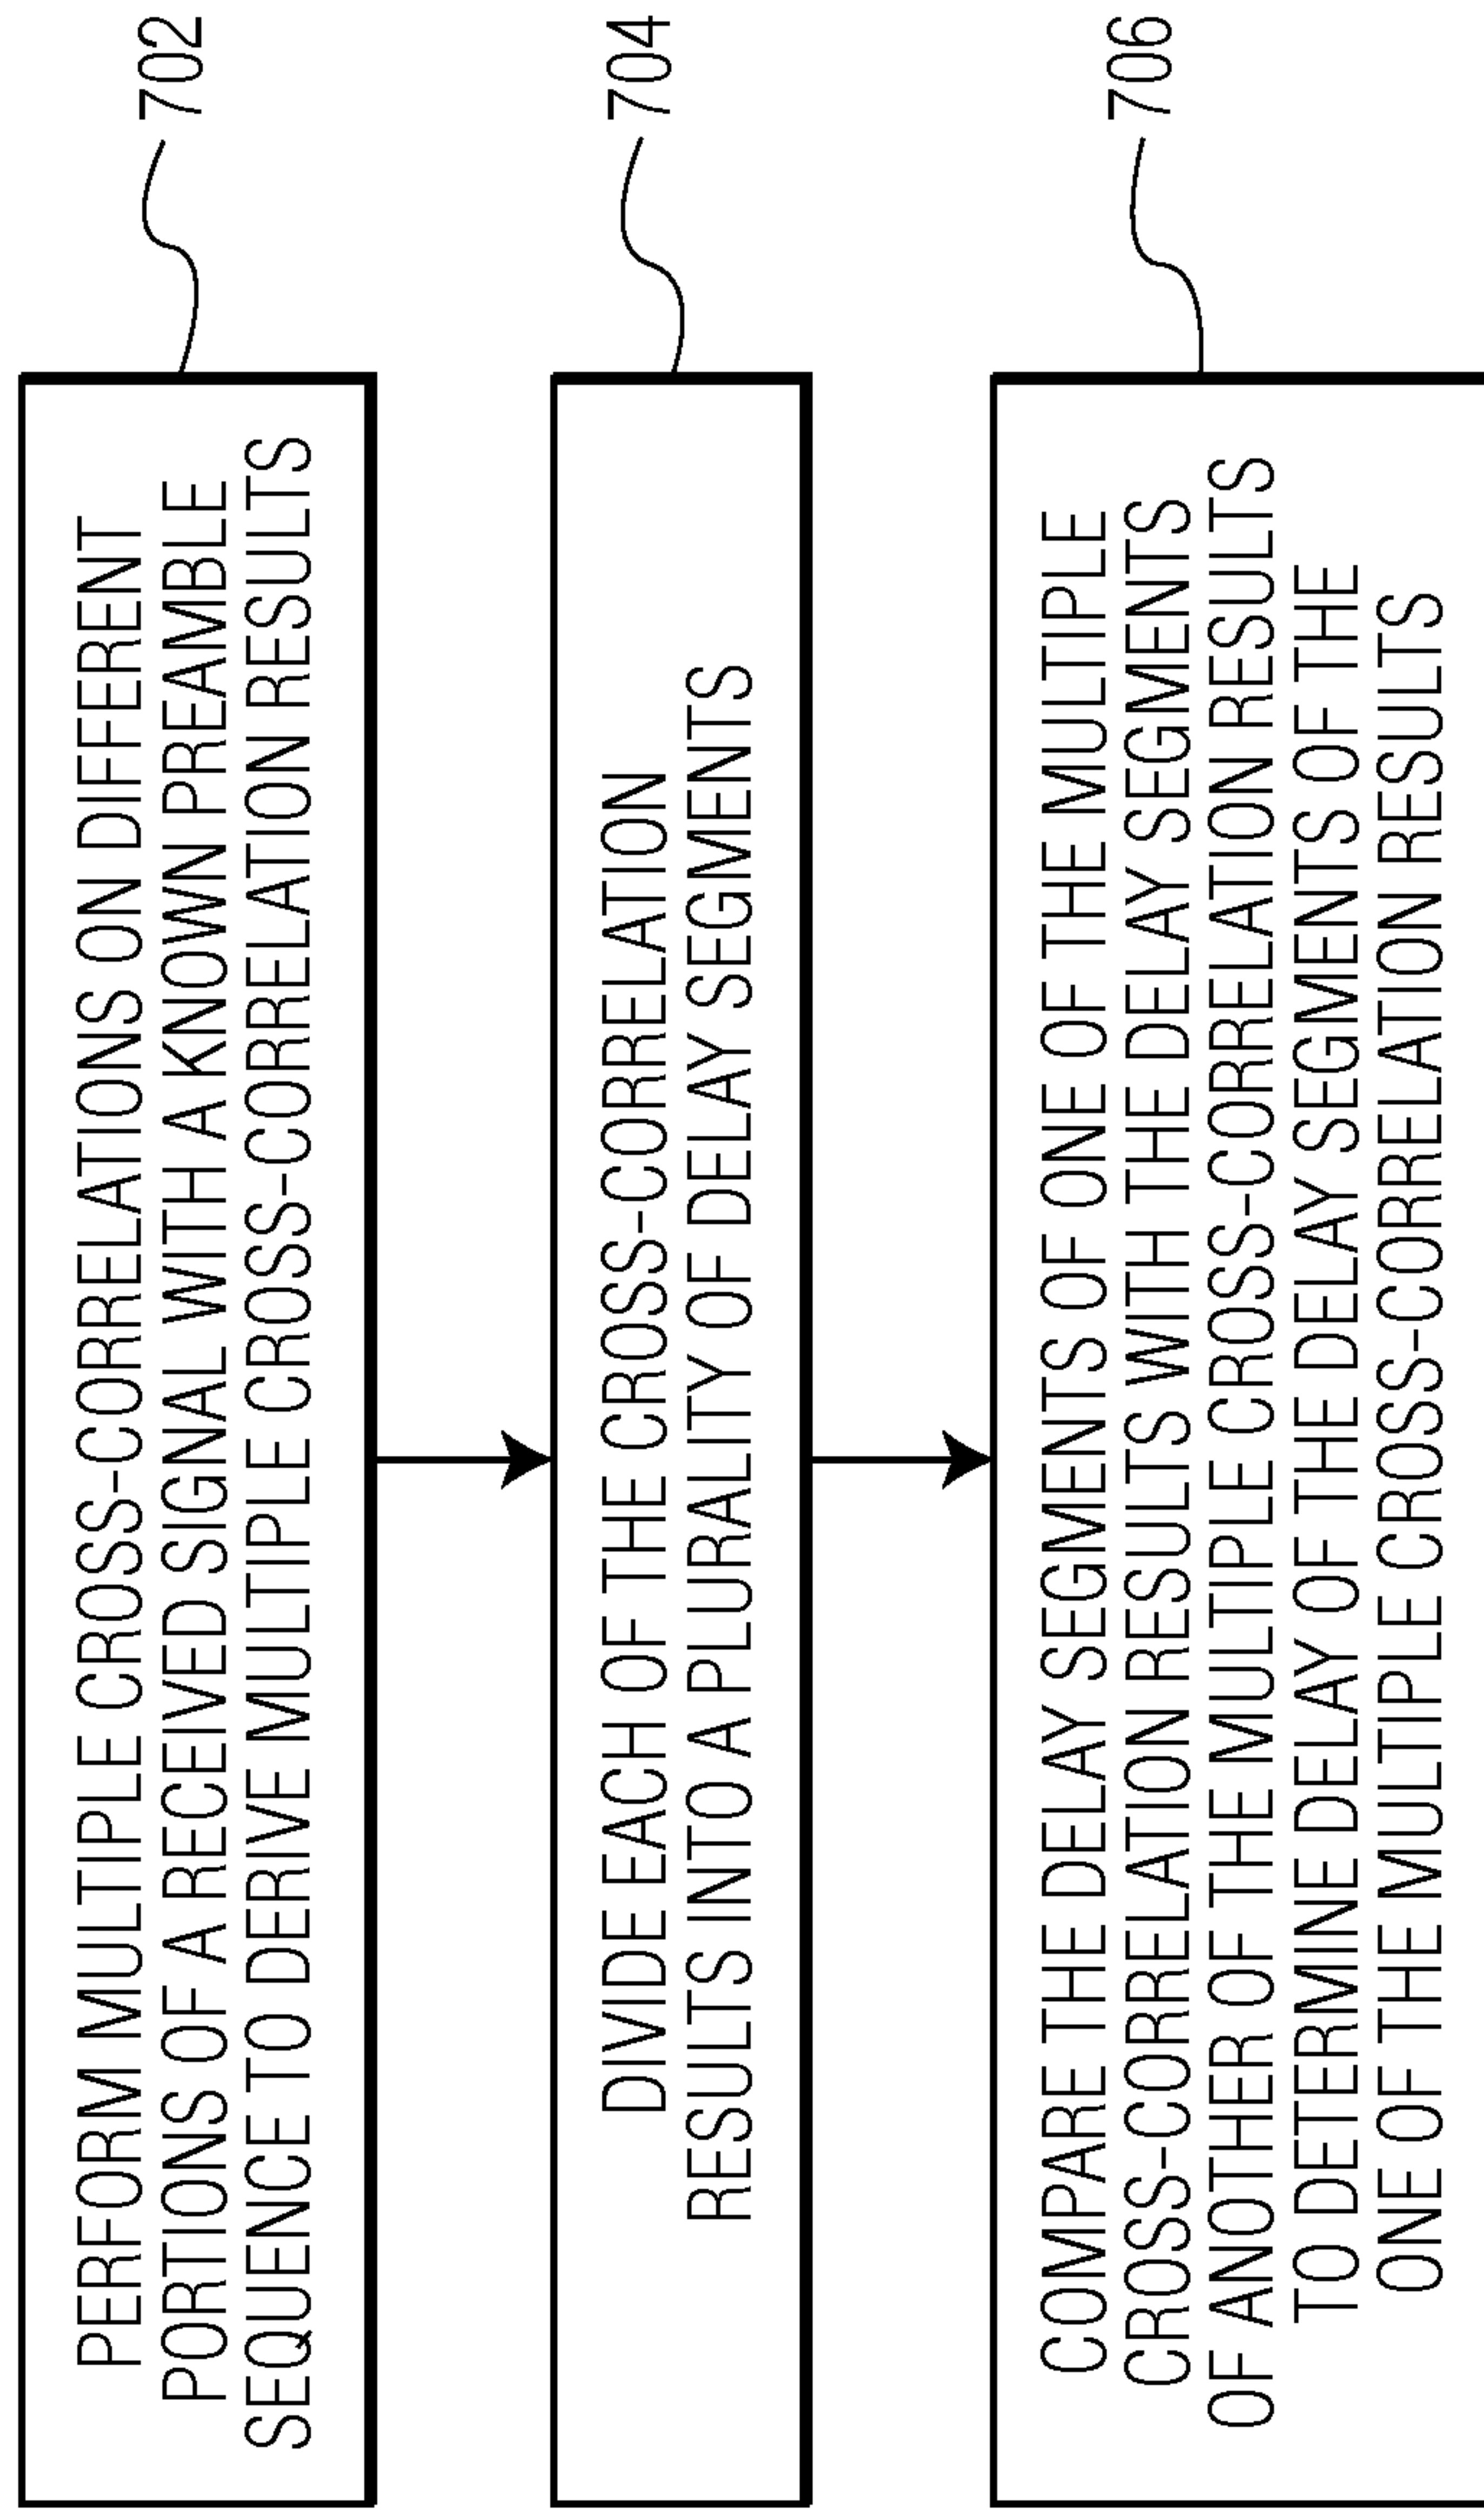 PERFORM MULTIPLE CROSS-CORRELATIONS ON DIFFERENT
PORTIONS OF A RECEIVED SIGNAL WITH A KNOWN PREAMBLE
SEQUENCE TO DERIVE MULTIPLE CROSS-CORRELATION RESULTS
702
DIVIDE EACH OF THE CROSS-CORRELATION
RESULTS INTO A PLURALITY OF DELAY SEGMENTS
704
COMPARE THE DELAY SEGMENTS OF ONE OF THE MULTIPLE
CROSS-CORRELATION RESULTS WITH THE DELAY SEGMENTS
OF ANOTHER OF THE MULTIPLE CROSS-CORRELATION RESULTS
TO DETERMINE DELAY OF THE DELAY SEGMENTS OF THE
ONE OF THE MULTIPLE CROSS-CORRELATION RESULTS
706